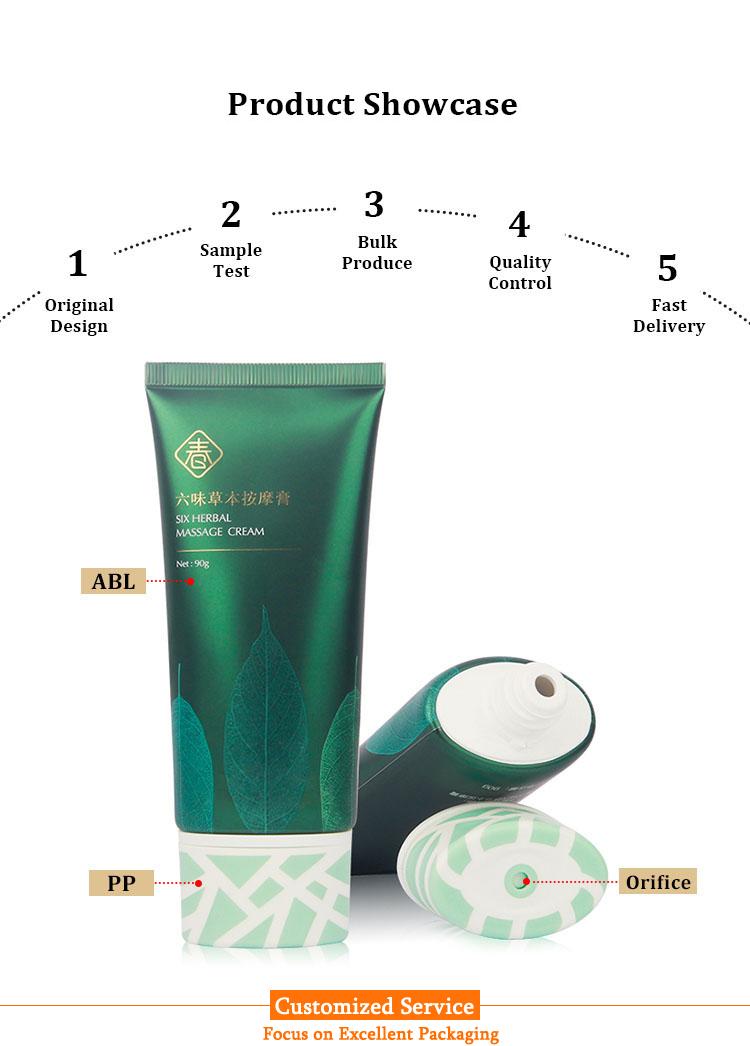 Product Showcase
1
Original
Design
2
Sample
Test
3
Bulk
Produce
4
Quality
Control
5
Fast
Delivery
春
六味草本按摩膏
SIX HERBAL
MASSAGE CREAM
Net : 90g
ABL
PP
Orifice
Customized Service
Focus on Excellent Packaging